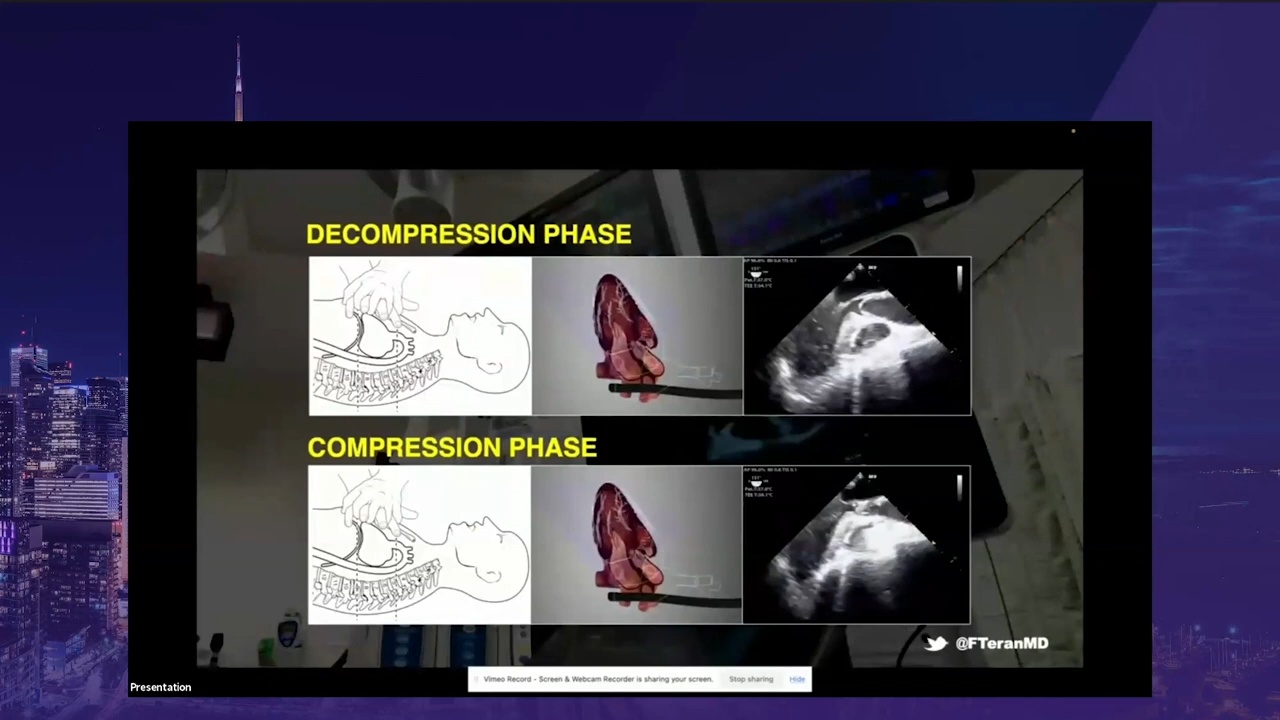 DECOMPRESSION PHASE
COMPRESSION PHASE
@FTeranMD
Vimeo Record - Screen & Webcam Recorder is sharing your screen.
Stop sharing
Hide
Presentation